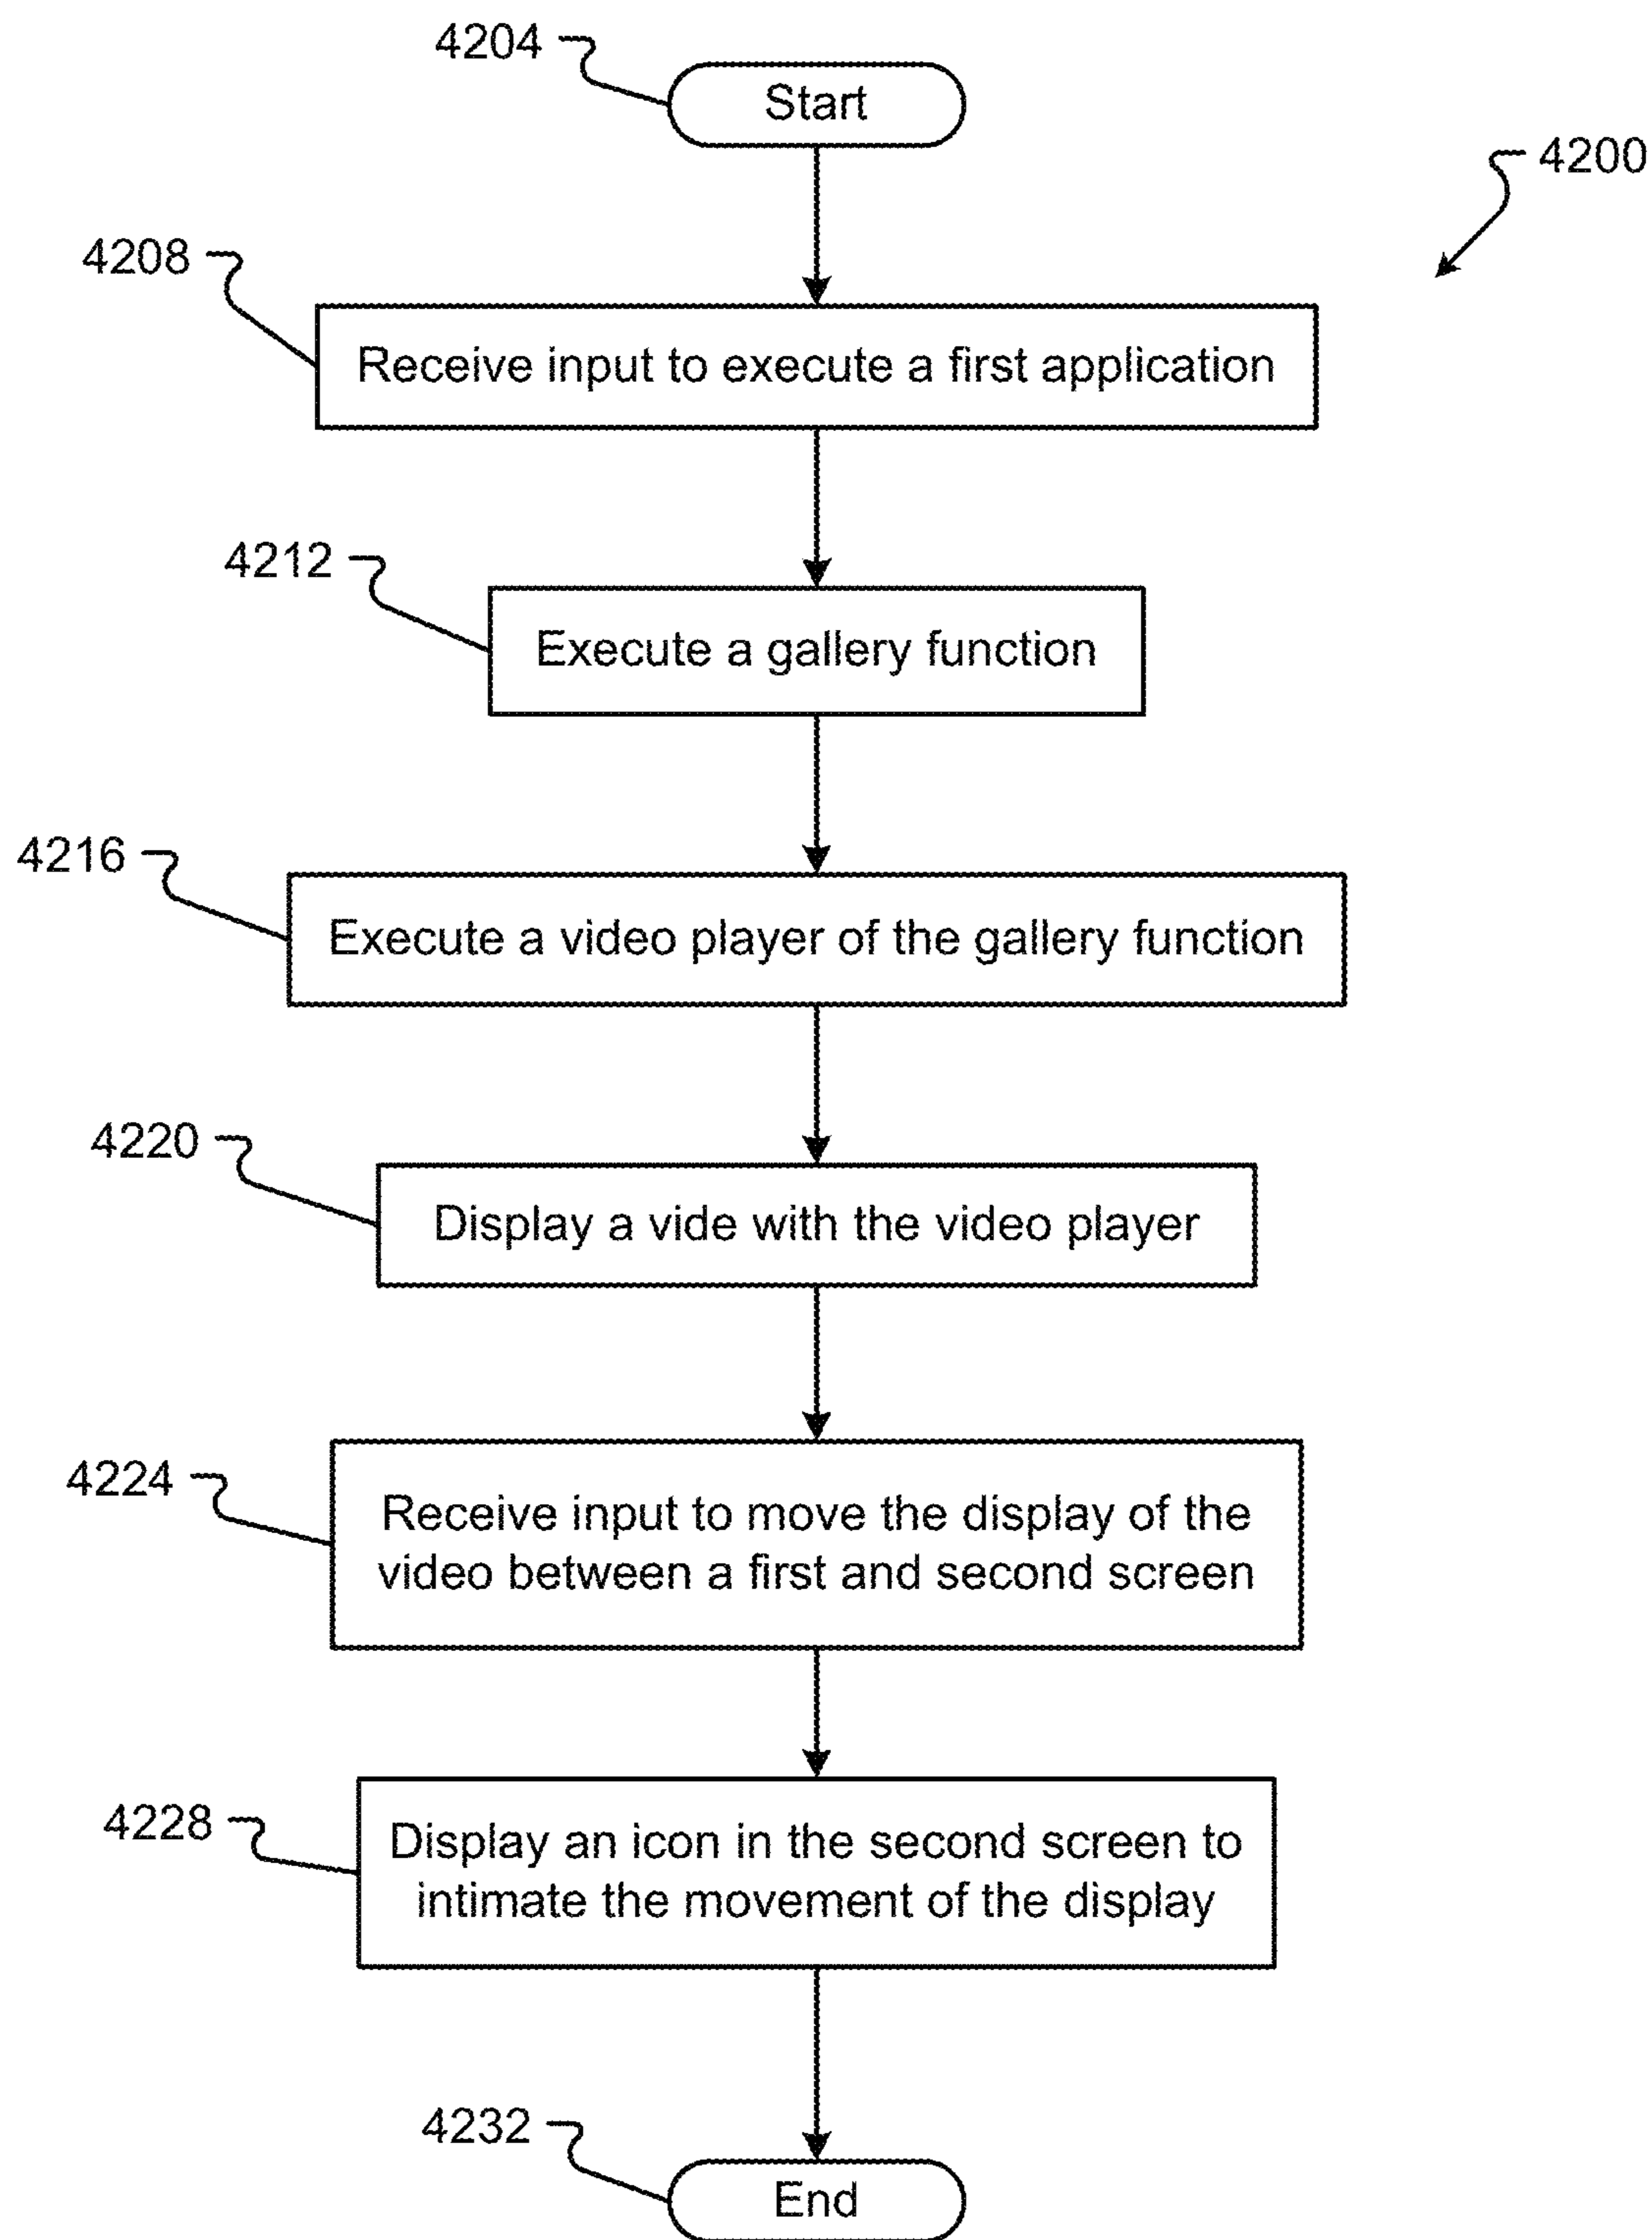 4204
Start
4200
4208
Receive input to execute a first application
4212
Execute a gallery function
4216
Execute a video player of the gallery function
4220
Display a vide with the video player
4224
Receive input to move the display of the
video between a first and second screen
4228
Display an icon in the second screen to
intimate the movement of the display
4232
End